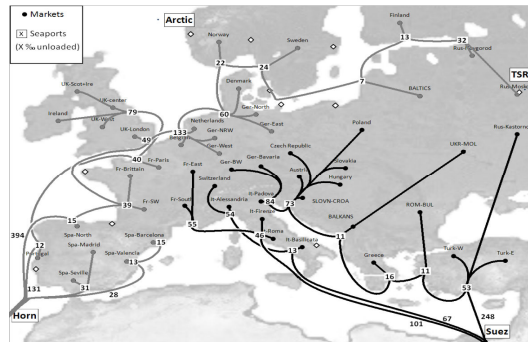 Markets
x Seaports
(X ‰ unloaded)
Arctic
Finland
Norway
Sweden
13
32
Rus-Novgorod
22
24
TSR
UK-Scot+Ire
Denmark
7
Rus-Moskow
UK-center
BALTICS
Ireland
79
Ger-North
60
UK-West
Netherlands
Ger-East
Rus-Kastorne
UK-London
133
Ger-NRW
Poland
49
Belgium
Ger-West
Czech Republic
UKR-MOL
40
Fr-Paris
Fr-East
Ger-BW
Ger-Bavaria
Slovakia
Fr-Brittain
Switzerland
Austria
Hungary
It-Padova
It-Alessandria
84
SLOVN-CROA
39
Fr-SW
Fr-South
54
73
ROM-BUL
It-Firenze
BALKANS
15
55
46
It-Roma
394
Spa-North
Spa-Barcelona
11
12
Spa-Madrid
15
It-Basilicata
Turk-W
Turk-E
Portugal
Spa-Valencia
13
13
Greece
11
16
Spa-Seville
131
31
28
53
Horn
67
248
101
Suez